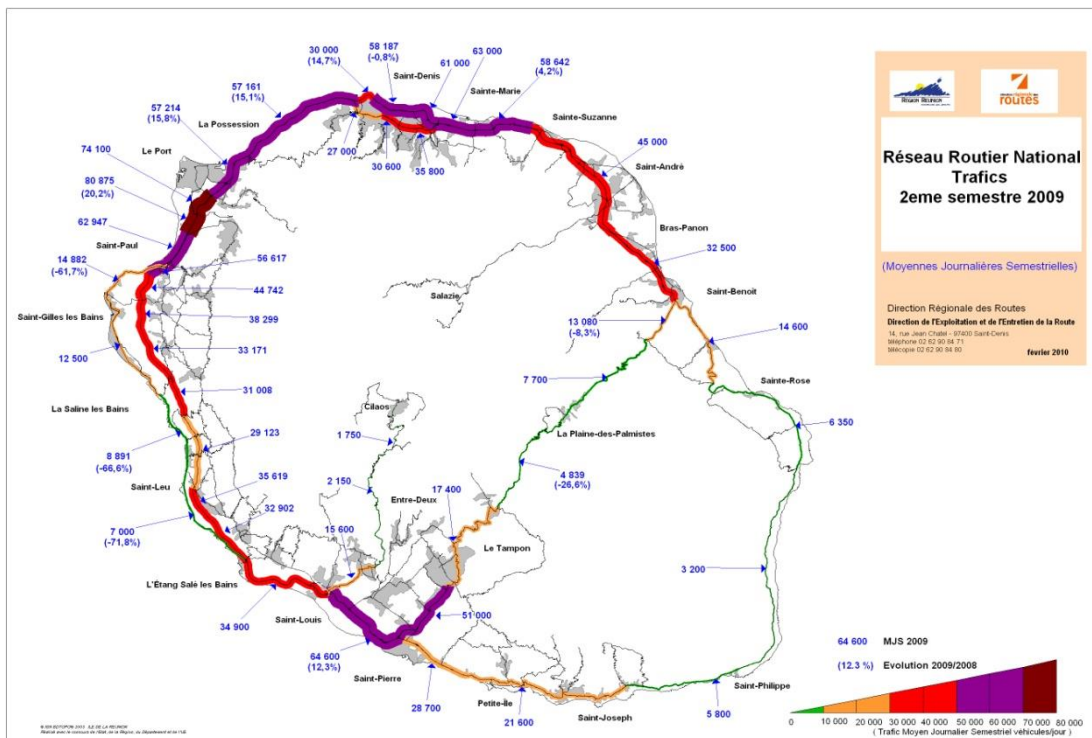 30 000
(14,7%)
58 187
(-0,8%)
Saint-Denis
61 000
63 000
58 642
(4,2%)
Sainte-Marie
57 161
(15,1%)
57 214
(15,8%)
La Possession
Sainte-Suzanne
Le Port
74 100
27 000
30 600
35 800
45 000
Saint-André
80 875
(20,2%)
62 947
Saint-Paul
Bras-Panon
32 500
14 882
(-61,7%)
56 617
44 742
Salazie
Saint-Benoit
Saint-Gilles les Bains
38 299
13 080
(-8,3%)
14 600
12 500
33 171
7 700
Sainte-Rose
31 008
La Saline les Bains
Cilaos
La Plaine-des-Palmistes
6 350
29 123
1 750
8 891
(-66,6%)
4 839
(-26,6%)
Saint-Leu
35 619
2 150
17 400
Entre-Deux
7 000
(-71,8%)
32 902
15 600
Le Tampon
3 200
L'Étang Salé les Bains
34 900
Saint-Louis
51 000
64 600
(12,3%)
Saint-Pierre
28 700
Petite-Île
21 600
Saint-Joseph
Saint-Philippe
5 800
REGION REUNION
routes
Réseau Routier National
Trafics
2eme semestre 2009
(Moyennes Journalières Semestrielles)
Direction Régionale des Routes
Direction de l'Exploitation et de l'Entretien de la Route
14, rue Jean Chatel - 97400 Saint-Denis
Téléphone 02 62 90 84 71
Télécopie 02 62 90 84 80
février 2010
64 600 MJS 2009
(12.3 %) Evolution 2009/2008
0 10 000 20 000 30 000 40 000 50 000 60 000 70 000 80 000
( Trafic Moyen Journalier Semestriel véhicules/jour )